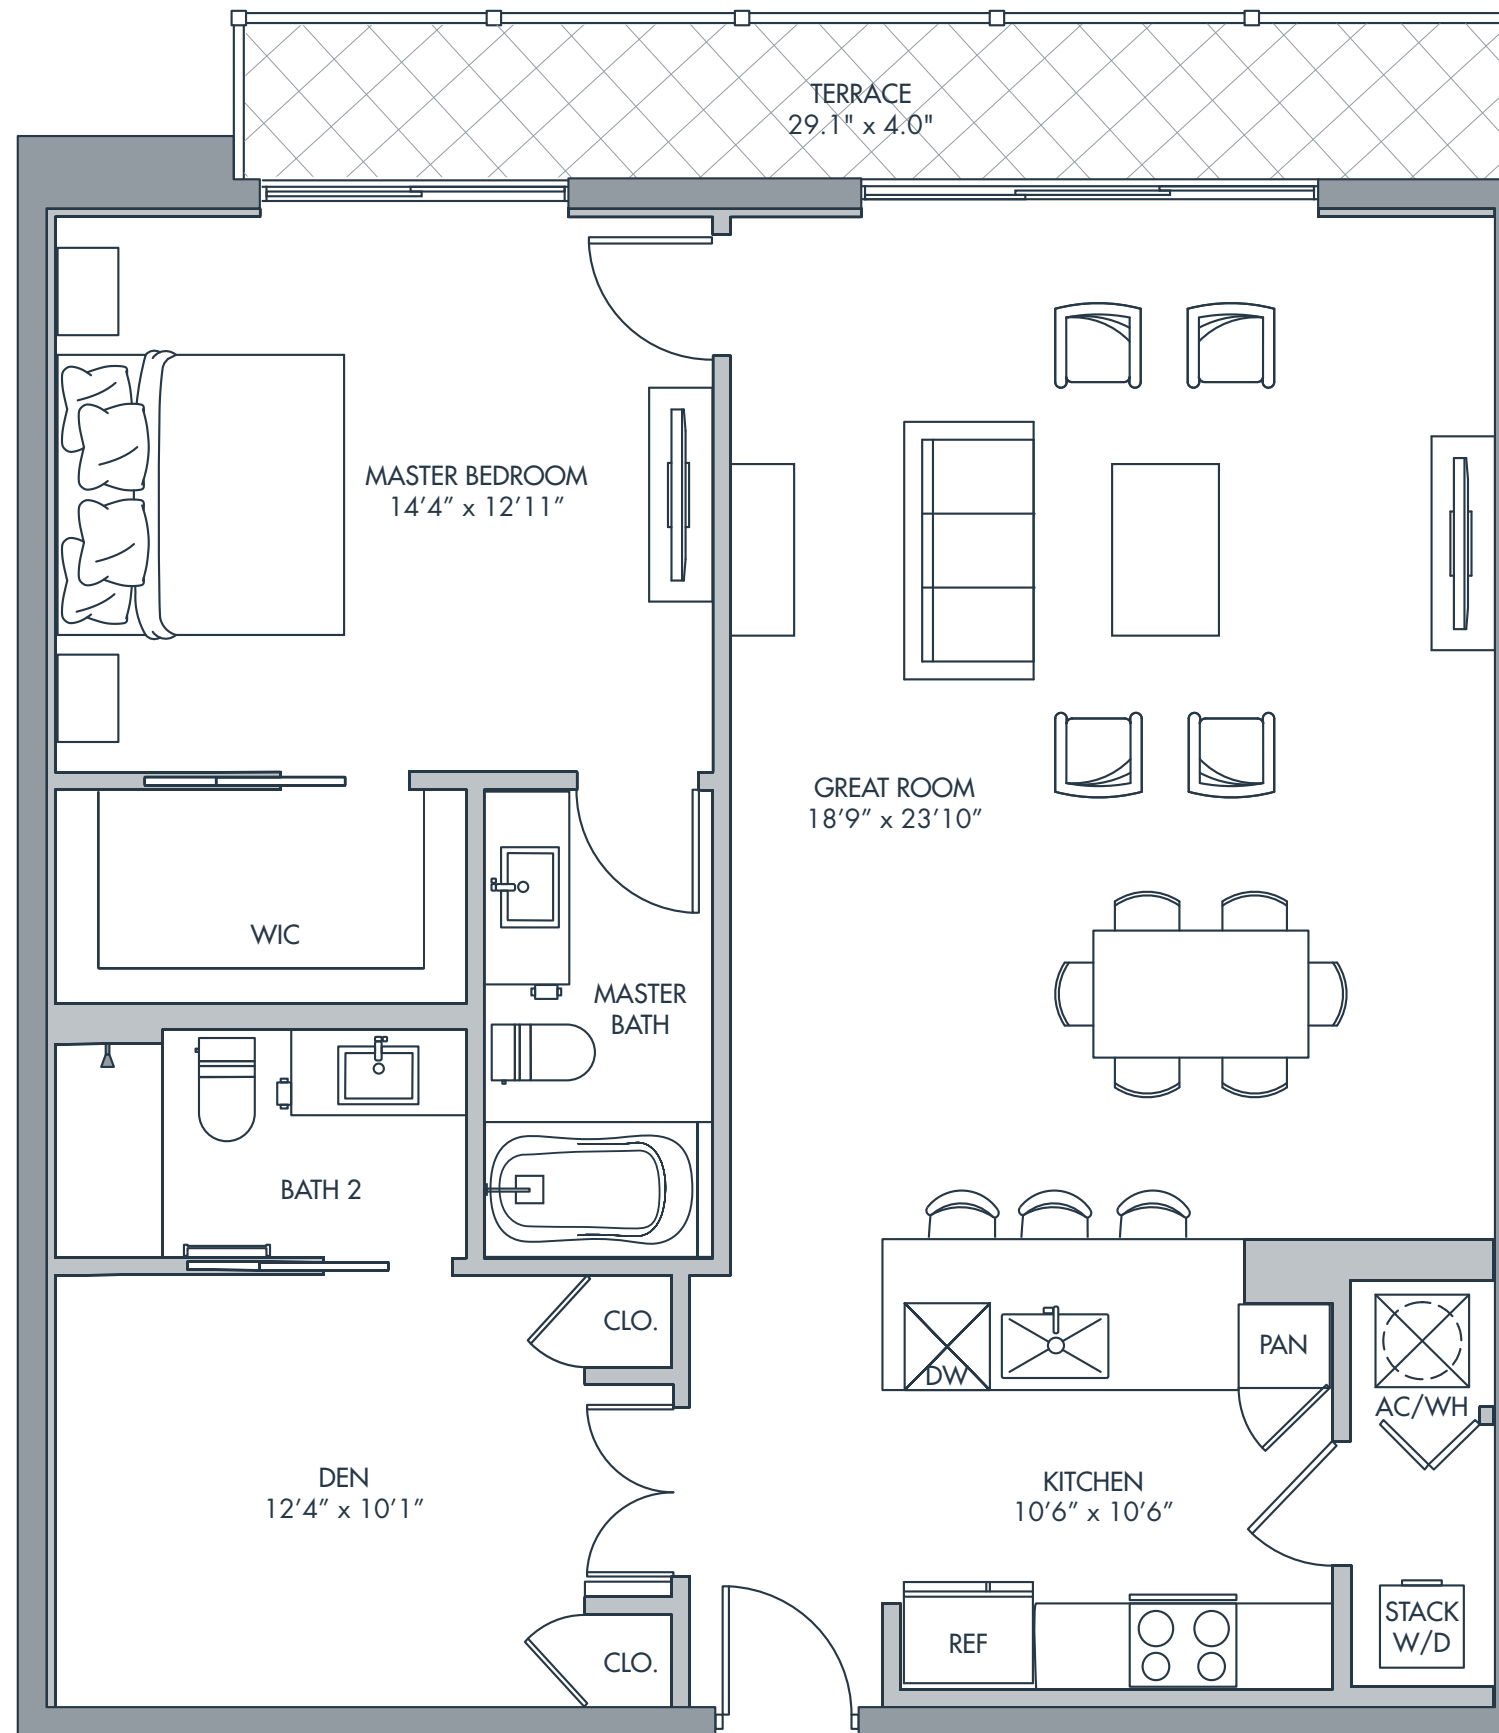 TERRACE
29.1" x 4.0"
MASTER BEDROOM
14’4” x 12’11”
GREAT ROOM
18’9” x 23’10”
WIC
MASTER
BATH
BATH 2
CLO.
DW
PAN
AC/WH
DEN
12’4” x 10’1”
KITCHEN
10’6” x 10’6”
REF
STACK
W/D
CLO.